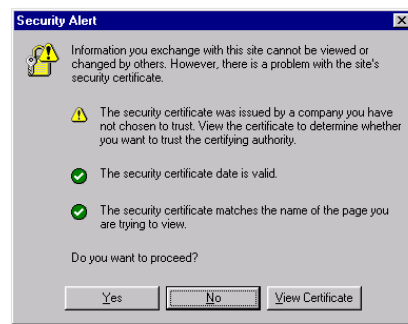 Security Alert
Information you exchange with this site cannot be viewed or
changed by others. However, there is a problem with the site's
security certificate.
The security certificate was issued by a company you have
not chosen to trust. View the certificate to determine whether
you want to trust the certifying authority.
The security certificate date is valid.
The security certificate matches the name of the page you
are trying to view.
Do you want to proceed?
Yes No View Certificate